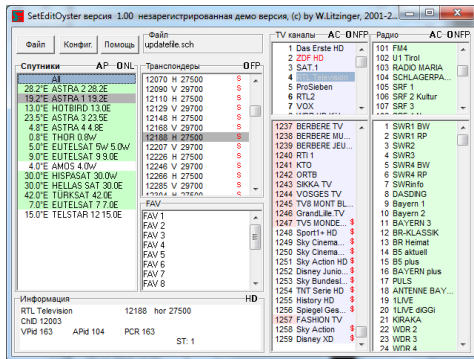 SetEditOyster версия 1.00 незарегистрированная демо версия, (c) by W.Litzinger, 2001-2...
Файл
Конфиг.
Помощь
Файл
updatefile.sch
Спутники AP-ONL
All
28.2°E ASTRA 2 28.2E
19,2°E ASTRA 1 19.2E
13.0°E HOTBIRD 13.0E
23.5°E ASTRA 3 23.5E
4.8°E ASTRA 4 4.8E
0.8°W THOR 0.8W
5.0°W EUTELSAT 5W 5.0W
9.0°E EUTELSAT 9 9.0E
4.0°W AMOS 4.0W
30.0°W HISPASAT 30.0W
30.0°E HELLAS SAT 30.0E
42.0°E TÜRKSAT 42.0E
7.0°E EUTELSAT 7 7.0E
15.0°W TELSTAR 12 15.0E
Транспондеры OFP
12070 H 27500 S
12090 V 29700 S
12110 H 27500 S
12129 V 29700 S
12148 H 27500 S
12168 V 29700 S
12188 H 27500 S
12207 V 29700 S
12226 H 27500 S
12246 V 29700 S
12266 H 27500 S
12285 V 29700 S
FAV
FAV 1
FAV 2
FAV 3
FAV 4
FAV 5
FAV 6
FAV 7
FAV 8
Информация HD
RTL Television 12188 hor 27500
ChID 12003
VPid 163 APid 104 PCR 163
ST: 1
TV каналы AC-ONFP
1 Das Erste HD
2 ZDF HD
3 SAT.1
4 RTL Television
5 ProSieben
6 RTL2
7 VOX
1237 BERBERE TV
1238 BERBERE MU...
1239 BERBERE JEU...
1240 RTI 1
1241 KTO
1242 ORTB
1243 SIKKA TV
1244 VOSGES TV
1245 TV8 MONT BL...
1246 GrandLille.TV
1247 TV5 MONDE... $
1248 Sport1+ HD $
1249 Sky Cinema... $
1250 Sky Cinema... $
1251 Sky Action HD $
1252 Disney Junio... $
1253 Sky Bundesl... $
1254 TNT Serie HD $
1255 History HD $
1256 Spiegel Ges... $
1257 FASHION TV
1258 Sky Action $
1259 Disney XD $
Радио AC-ONFP
101 FM4
102 U1 Tirol
103 RADIO MARIA
104 SCHLAGERPA...
105 SRF 1
106 SRF 2 Kultur
107 SRF 3
1 SWR1 BW
2 SWR1 RP
3 SWR2
4 SWR3
5 SWR4 BW
6 SWR4 RP
7 SWRinfo
8 DASDING
9 Bayern 1
10 Bayern 2
11 BAYERN 3
12 BR-KLASSIK
13 BR Heimat
14 B5 aktuell
15 B5 plus
16 BAYERN plus
17 PULS
18 ANTENNE BAY...
19 1LIVE
20 1LIVE diGGi
21 KIRAKA
22 WDR 2
23 WDR 3
24 WDR 4